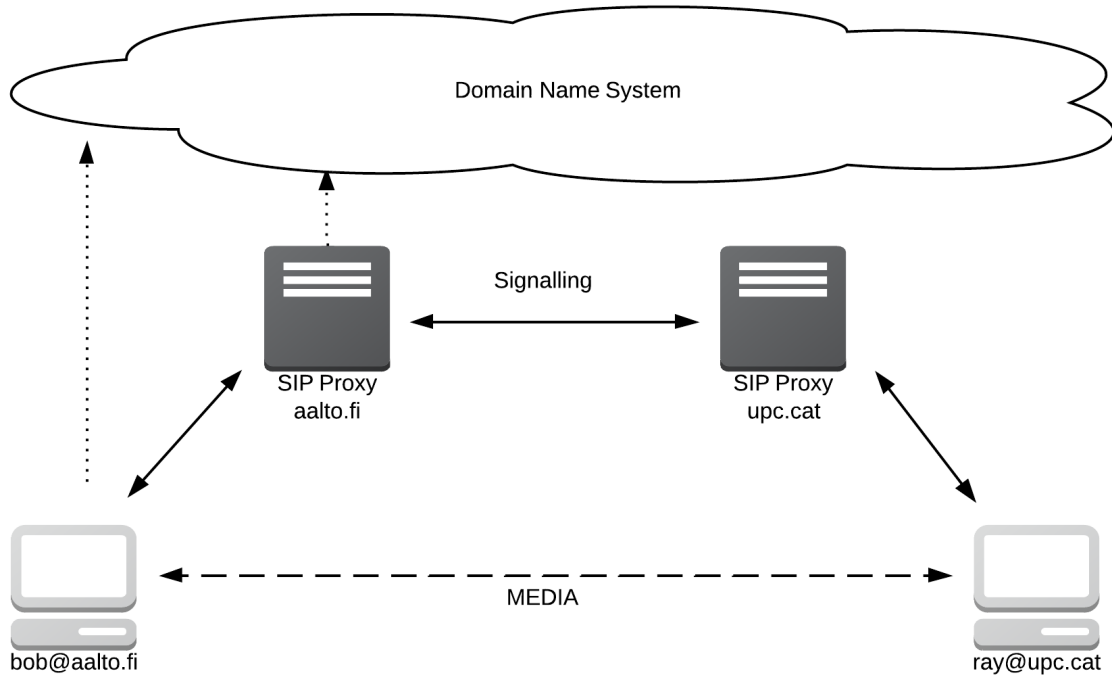 Domain Name System
Signalling
SIP Proxy
aalto.fi
SIP Proxy
upc.cat
MEDIA
bob@aalto.fi
ray@upc.cat